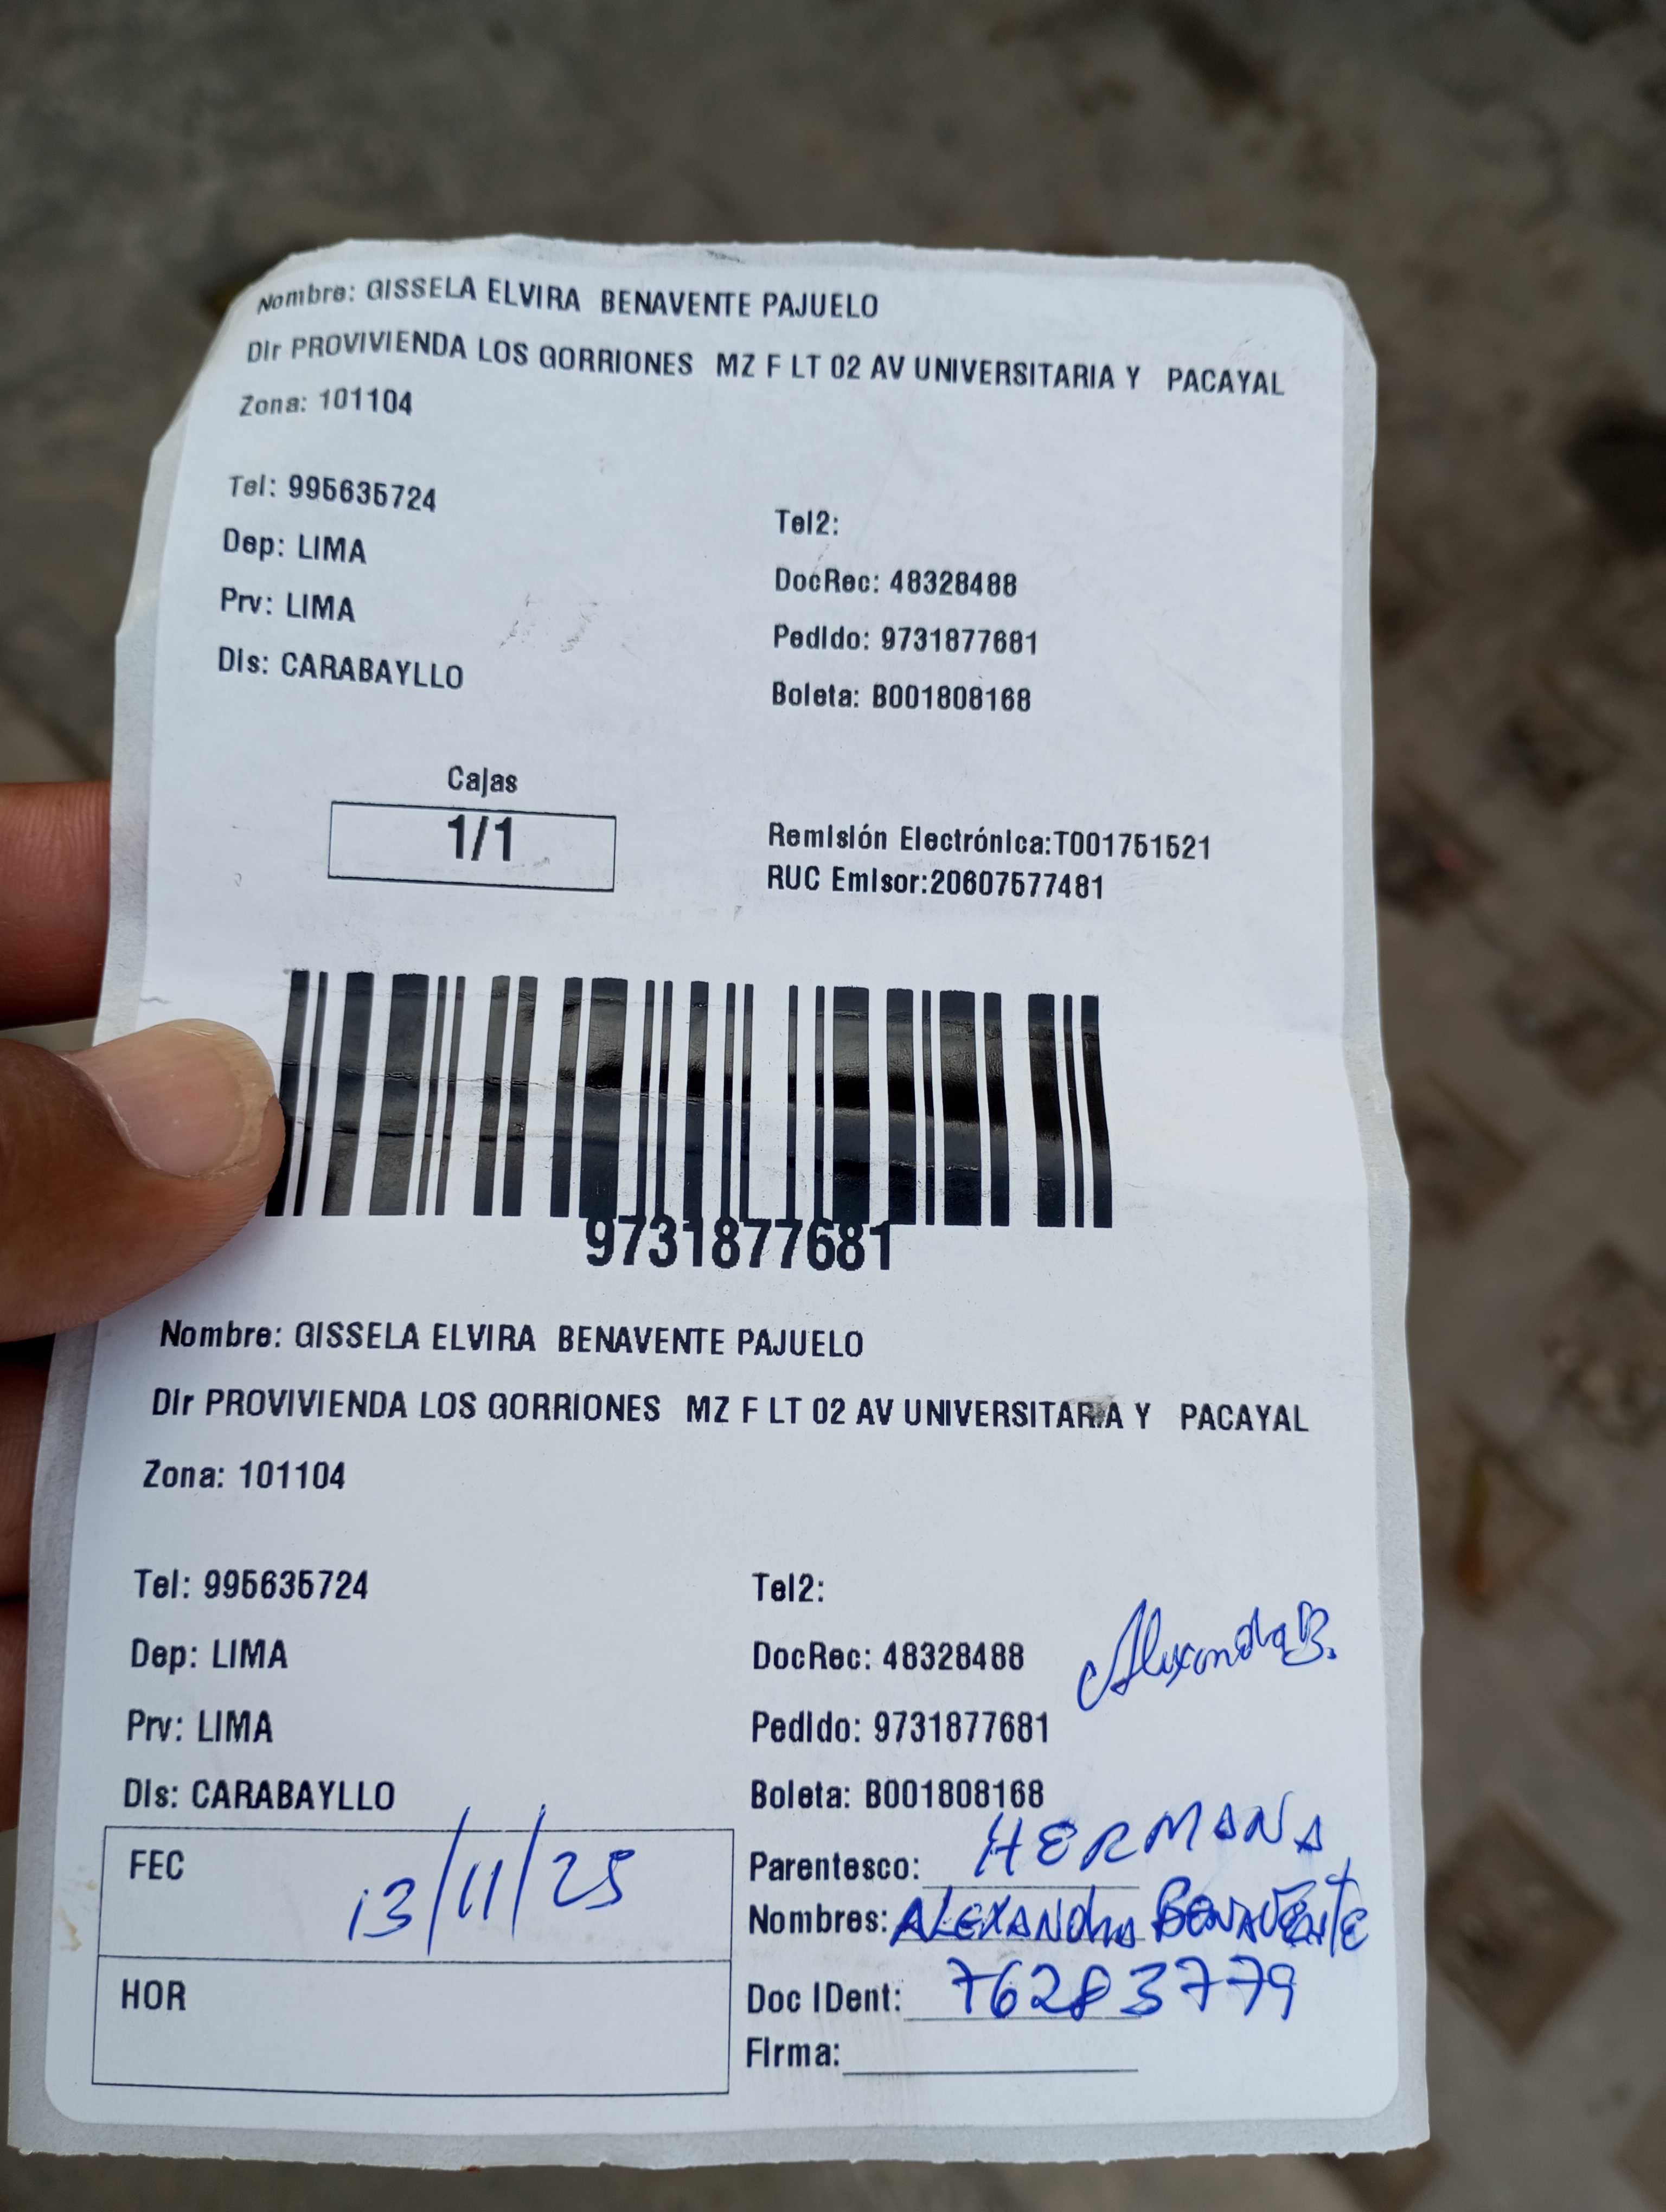 Nombre: GISSELA ELVIRA BENAVENTE PAJUELO
Dir PROVIVIENDA LOS GORRIONES MZ F LT 02 AV UNIVERSITARIA Y PACAYAL
Zona: 101104
Tel: 995635724
Tel2:
Dep: LIMA
DocRec: 48328488
Prv: LIMA
Pedido: 9731877681
Dis: CARABAYLLO
Boleta: B001808168
Cajas
1/1
Remisión Electrónica:T001751521
RUC Emisor:20607577481
9731877681
Nombre: GISSELA ELVIRA BENAVENTE PAJUELO
Dir PROVIVIENDA LOS GORRIONES MZ F LT 02 AV UNIVERSITARIA Y PACAYAL
Zona: 101104
Tel: 995635724
Tel2:
Dep: LIMA
DocRec: 48328488
Alexandra B.
Prv: LIMA
Pedido: 9731877681
Dis: CARABAYLLO
Boleta: B001808168
FEC 13/11/25
HOR
Parentesco: HERMANA
Nombres: ALEXANdra BENAVENTE
Doc IDent: 76283779
Firma: